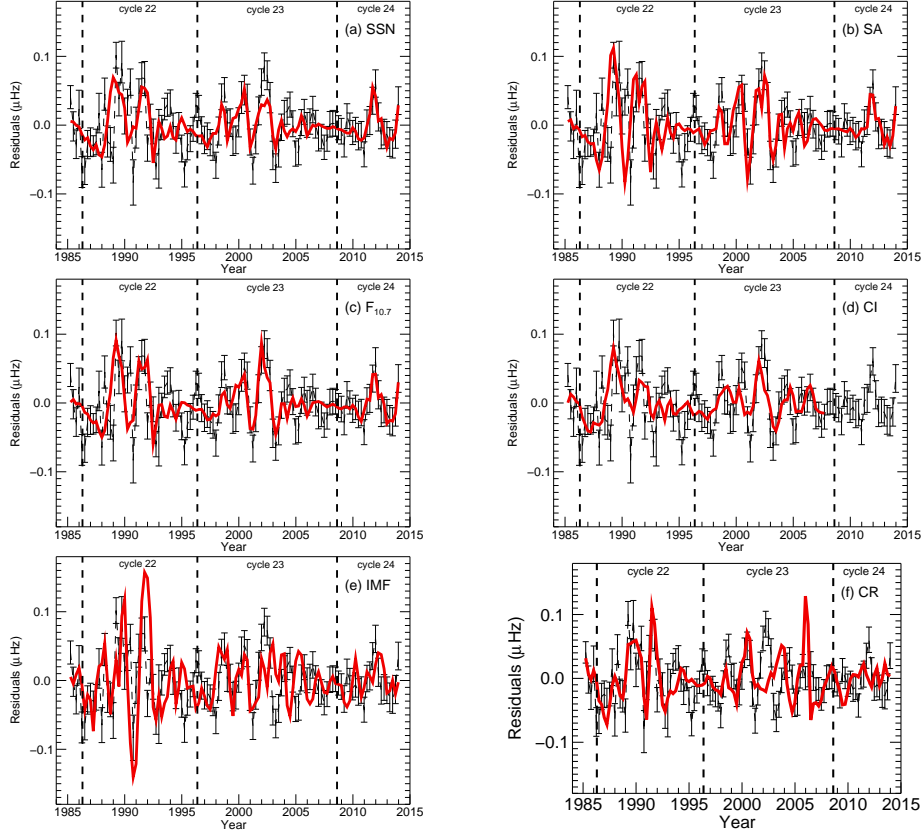 cycle 22 cycle 23 cycle 24
(a) SSN
Residuals (μHz)
0.1
0.0
−0.1
1985 1990 1995 2000 2005 2010 2015
Year
cycle 22 cycle 23 cycle 24
(b) SA
Residuals (μHz)
0.1
0.0
−0.1
1985 1990 1995 2000 2005 2010 2015
Year
cycle 22 cycle 23 cycle 24
(c) F10.7
Residuals (μHz)
0.1
0.0
−0.1
1985 1990 1995 2000 2005 2010 2015
Year
cycle 22 cycle 23 cycle 24
(d) CI
Residuals (μHz)
0.1
0.0
−0.1
1985 1990 1995 2000 2005 2010 2015
Year
cycle 22 cycle 23 cycle 24
(e) IMF
Residuals (μHz)
0.1
0.0
−0.1
1985 1990 1995 2000 2005 2010 2015
Year
cycle 22 cycle 23 cycle 24
(f) CR
Residuals (μHz)
0.1
0.0
−0.1
1985 1990 1995 2000 2005 2010 2015
Year